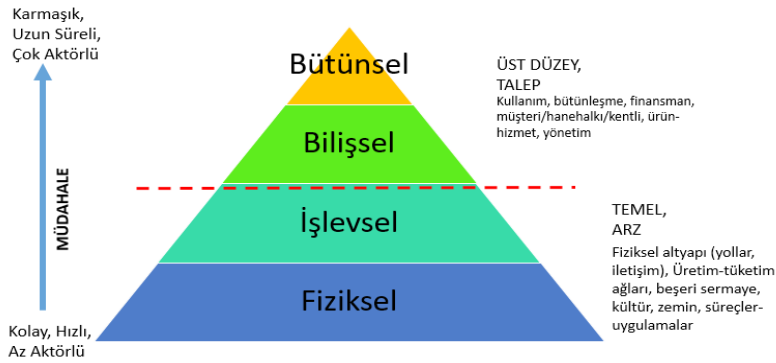 Karmaşık,
Uzun Süreli,
Çok Aktörlü
MÜDAHALE
Kolay, Hızlı,
Az Aktörlü
Bütünsel
Bilişsel
İşlevsel
Fiziksel
ÜST DÜZEY,
TALEP
Kullanım, bütünleşme, finansman,
müşteri/hanehalkı/kentli, ürün-
hizmet, yönetim
TEMEL,
ARZ
Fiziksel altyapı (yollar,
iletişim), Üretim-tüketim
ağları, beşeri sermaye,
kültür, zemin, süreçler-
uygulamalar